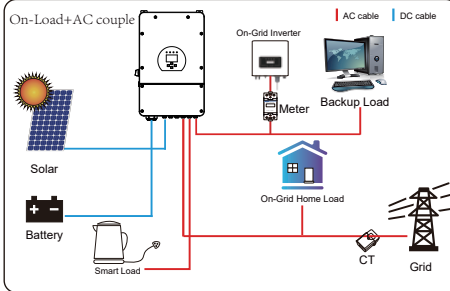 On-Load+AC couple
AC cable
DC cable
On-Grid Inverter
Meter
Backup Load
Solar
On-Grid Home Load
Battery
Smart Load
CT
Grid